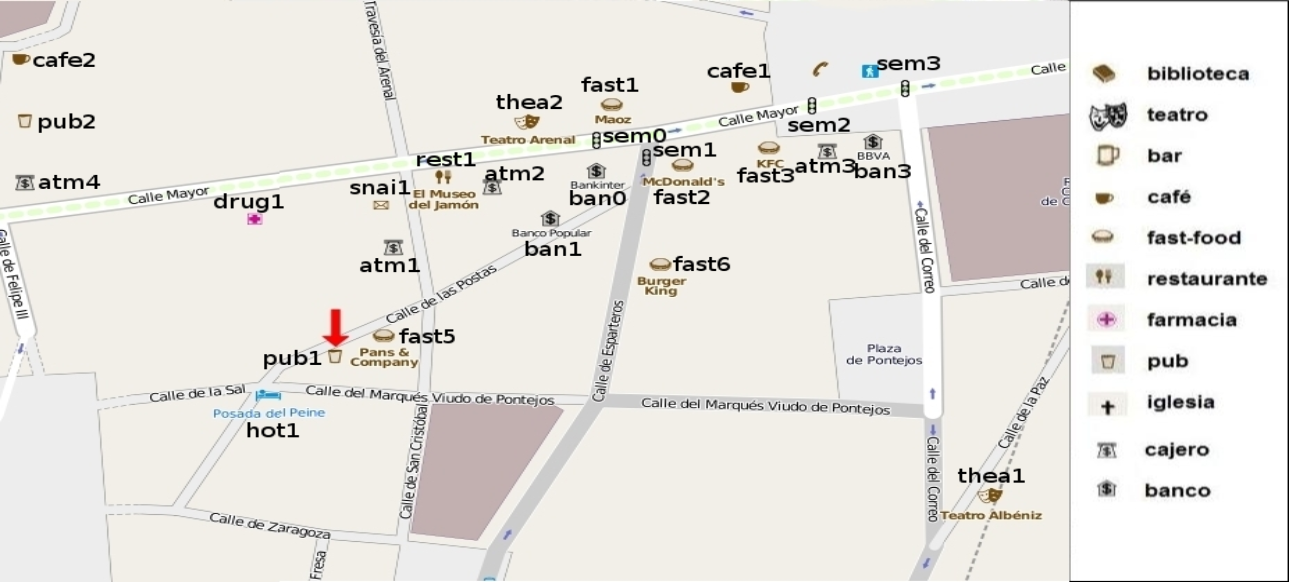 cafe2
pub2
atm4
Travesía del Arenal
thea2
Teatro Arenal
fast1
Maoz
cafe1
sem3
Calle
Calle Mayor
sem0
sem2
sem1
rest1
El Museo
del Jamón
atm2
snai1
Bankinter
ban0
McDonald's
fast2
KFC
fast3
atm3
BBVA
ban3
Calle Mayor
drug1
Calle de Felipe III
Banco Popular
ban1
atm1
Calle de las Postas
fast6
Burger
King
Calle del Correo
Calle d
pub1
fast5
Pans &
Company
Calle de Esparteros
Plaza
de Pontejos
Calle de la Sal
Calle del Marqués Viudo de Pontejos
Calle del Marqués Viudo de Pontejos
Posada del Peine
hot1
Calle de San Cristóbal
Calle de la Paz
Calle del Correo
thea1
Teatro Albéniz
Calle de Zaragoza
Fresa
biblioteca
teatro
bar
café
fast-food
restaurante
farmacia
pub
iglesia
cajero
banco